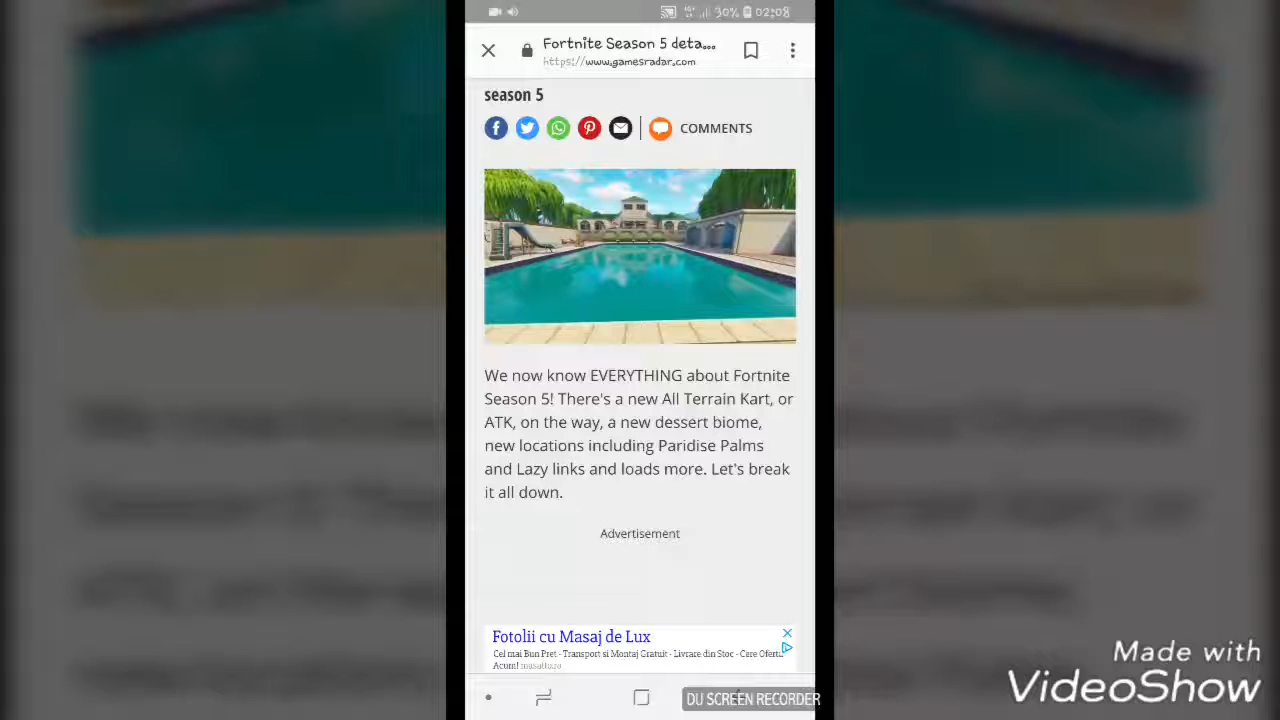 30% 02:08
Fortnite Season 5 deta...
https://www.gamesradar.com
season 5
COMMENTS
We now know EVERYTHING about Fortnite
Season 5! There's a new All Terrain Kart, or
ATK, on the way, a new dessert biome,
new locations including Paridise Palms
and Lazy links and loads more. Let's break
it all down.
Advertisement
Fotolii cu Masaj de Lux
Cel mai Bun Pret - Transport si Montaj Gratuit - Livrare din Stoc - Cere Oferta
Acum!
DU SCREEN RECORDER
Made with
VideoShow